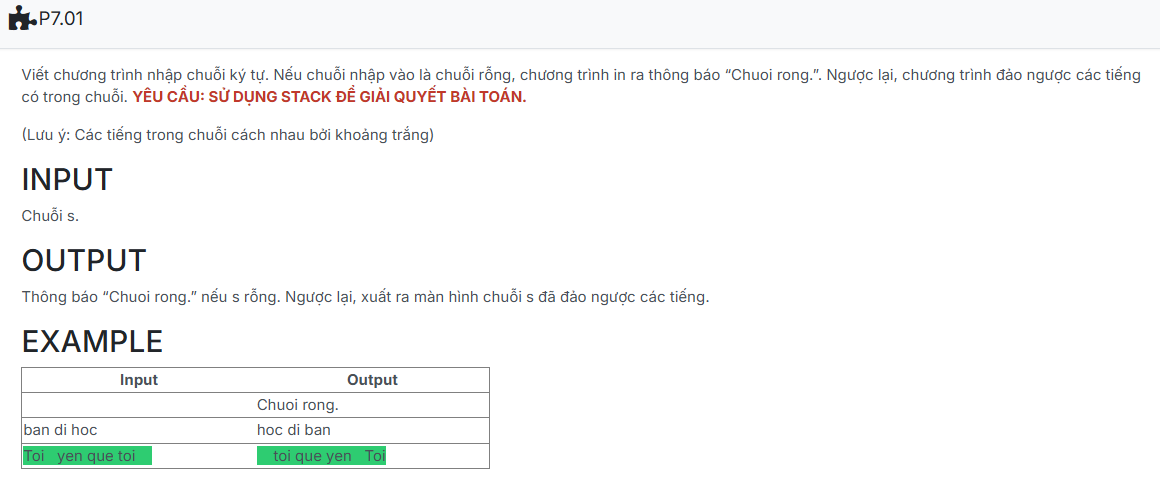 P7.01
Viết chương trình nhập chuỗi ký tự. Nếu chuỗi nhập vào là chuỗi rỗng, chương trình in ra thông báo “Chuoi rong.”. Ngược lại, chương trình đảo ngược các tiếng
có trong chuỗi. YÊU CẦU: SỬ DỤNG STACK ĐỂ GIẢI QUYẾT BÀI TOÁN.
(Lưu ý: Các tiếng trong chuỗi cách nhau bởi khoảng trắng)
INPUT
Chuỗi s.
OUTPUT
Thông báo “Chuoi rong.” nếu s rỗng. Ngược lại, xuất ra màn hình chuỗi s đã đảo ngược các tiếng.
EXAMPLE
Input Output
Chuoi rong.
ban di hoc hoc di ban
Toi   yen que toi        toi que yen   Toi